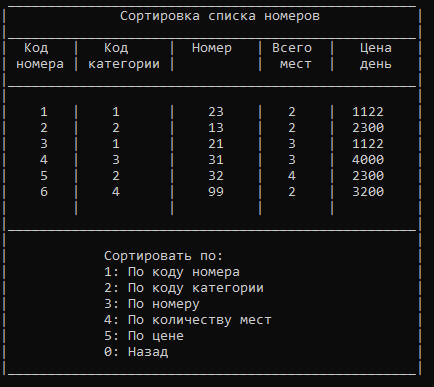 Сортировка списка номеров
Код | Код | Номер | Всего | Цена
номера | категории | | мест | день
1 | 1 | 23 | 2 | 1122
2 | 2 | 13 | 2 | 2300
3 | 1 | 21 | 3 | 1122
4 | 3 | 31 | 3 | 4000
5 | 2 | 32 | 4 | 2300
6 | 4 | 99 | 2 | 3200
Сортировать по:
1: По коду номера
2: По коду категории
3: По номеру
4: По количеству мест
5: По цене
0: Назад